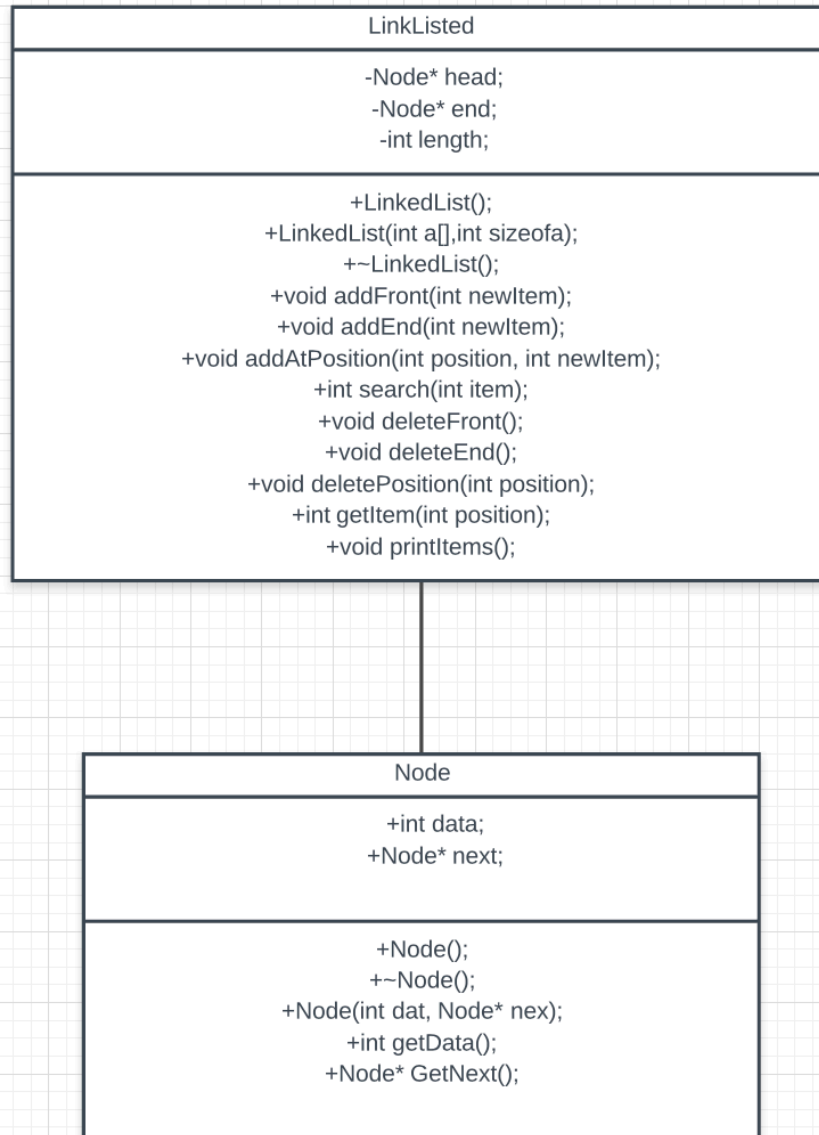 LinkListed
-Node* head;
-Node* end;
-int length;
+LinkedList();
+LinkedList(int a[],int sizeofa);
+~LinkedList();
+void addFront(int newItem);
+void addEnd(int newItem);
+void addAtPosition(int position, int newItem);
+int search(int item);
+void deleteFront();
+void deleteEnd();
+void deletePosition(int position);
+int getItem(int position);
+void printItems();
Node
+int data;
+Node* next;
+Node();
+~Node();
+Node(int dat, Node* nex);
+int getData();
+Node* GetNext();